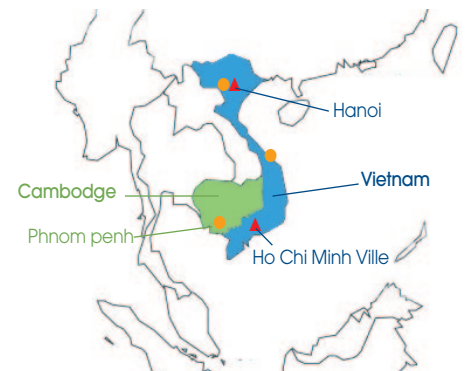 Hanoi
Vietnam
Cambodge
Phnom penh
Ho Chi Minh Ville